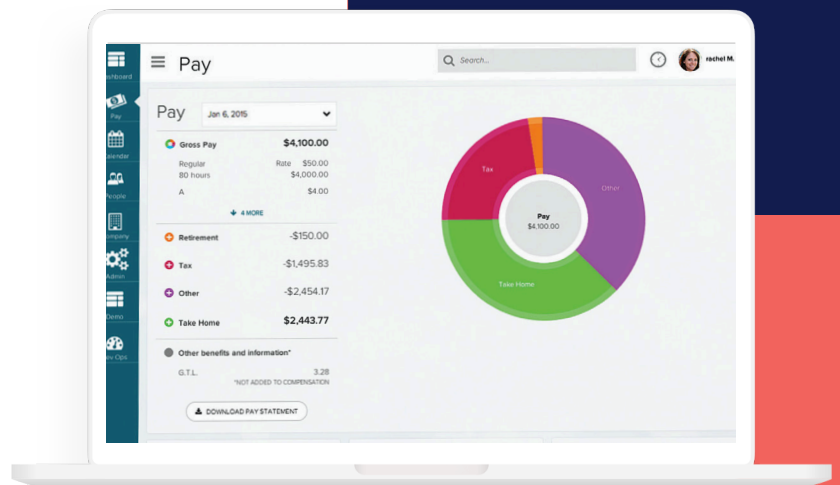 Pay
Search...
rachel M.
shboard
Pay
alender
People
ompany
Admin
Demo
ev Ops
Pay
Jan 6, 2015
Gross Pay $4,100.00
Regular Rate $50.00
80 hours $4,000.00
A $4.00
4 MORE
Retirement -$150.00
Tax -$1,495.83
Other -$2,454.17
Take Home $2,443.77
Other benefits and information*
G.T.L. 3.28
*NOT ADDED TO COMPENSATION
DOWNLOAD PAY STATEMENT
Tax
Other
Pay
$4,100.00
Take Home